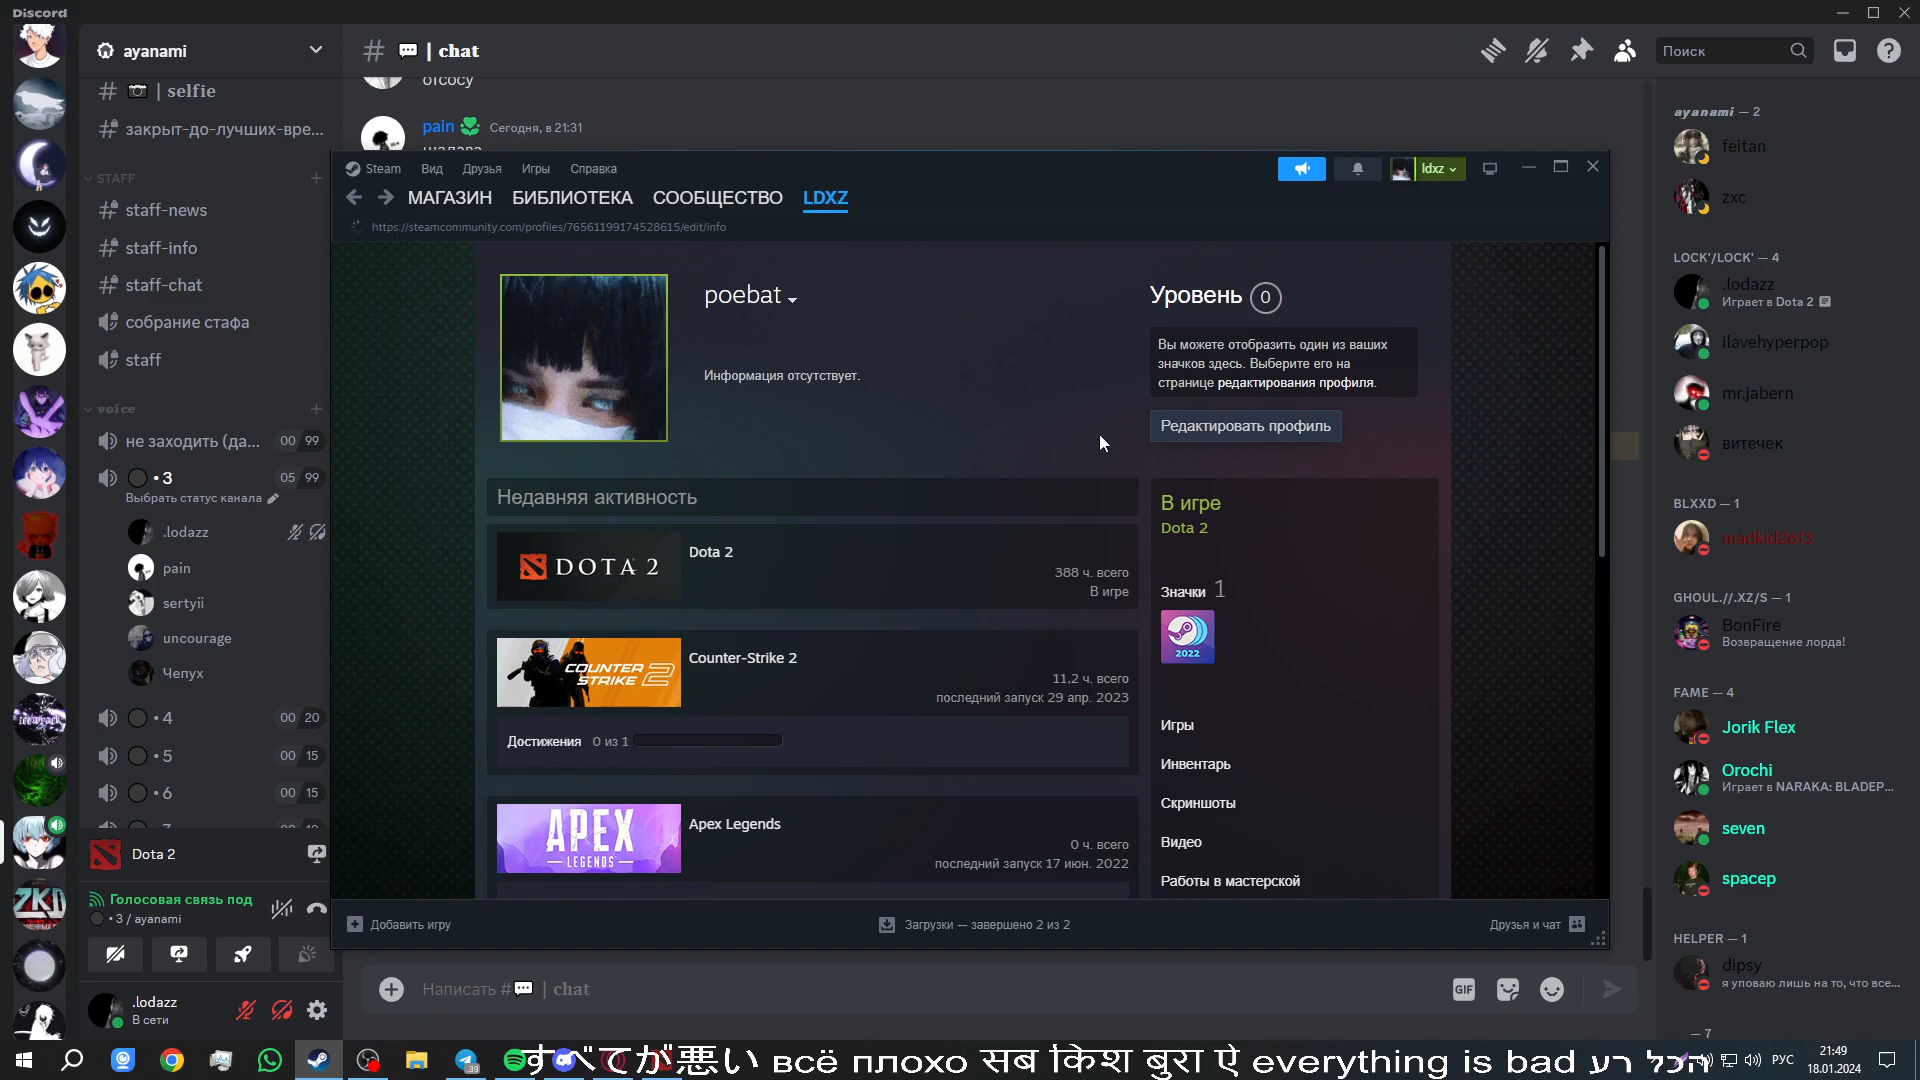 Discord
ayanami
💬 | chat
Поиск
📷 | selfie
закрыт-до-лучших-вре...
STAFF
staff-news
staff-info
staff-chat
собрание стафа
staff
voice
не заходить (да... 00 99
• 3 05 99
Выбрать статус канала
.lodazz
pain
sertyii
uncourage
Чепух
• 4 00 20
• 5 00 15
• 6 00 15
Dota 2
Голосовая связь под
• 3 / ayanami
.lodazz
В сети
отсосу
pain Сегодня, в 21:31
Steam Вид Друзья Игры Справка
ldxz
МАГАЗИН БИБЛИОТЕКА СООБЩЕСТВО LDXZ
https://steamcommunity.com/profiles/76561199174528615/edit/info
poebat
Информация отсутствует.
Уровень 0
Вы можете отобразить один из ваших
значков здесь. Выберите его на
странице редактирования профиля.
Редактировать профиль
Недавняя активность
DOTA 2
Dota 2
388 ч. всего
В игре
COUNTER STRIKE 2
Counter-Strike 2
11,2 ч. всего
последний запуск 29 апр. 2023
Достижения 0 из 1
APEX
LEGENDS
Apex Legends
0 ч. всего
последний запуск 17 июн. 2022
В игре
Dota 2
Значки 1
2022
Игры
Инвентарь
Скриншоты
Видео
Работы в мастерской
Добавить игру
Загрузки — завершено 2 из 2
Друзья и чат
Написать #💬 | chat
GIF
ayanami — 2
feitan
zxc
LOCK'/LOCK' — 4
.lodazz
Играет в Dota 2
ilavehyperpop
mr.jabern
витечек
BLXXD — 1
madkid2613
GHOUL.//.XZ/S — 1
BonFire
Возвращение лорда!
FAME — 4
Jorik Flex
Orochi
Играет в NARAKA: BLADEP...
seven
spacep
HELPER — 1
dipsy
я уповаю лишь на то, что все...
— 7
すべてが悪い всё плохо सब किश बुरा ऐ everything is bad הכל רע
РУС
21:49
18.01.2024